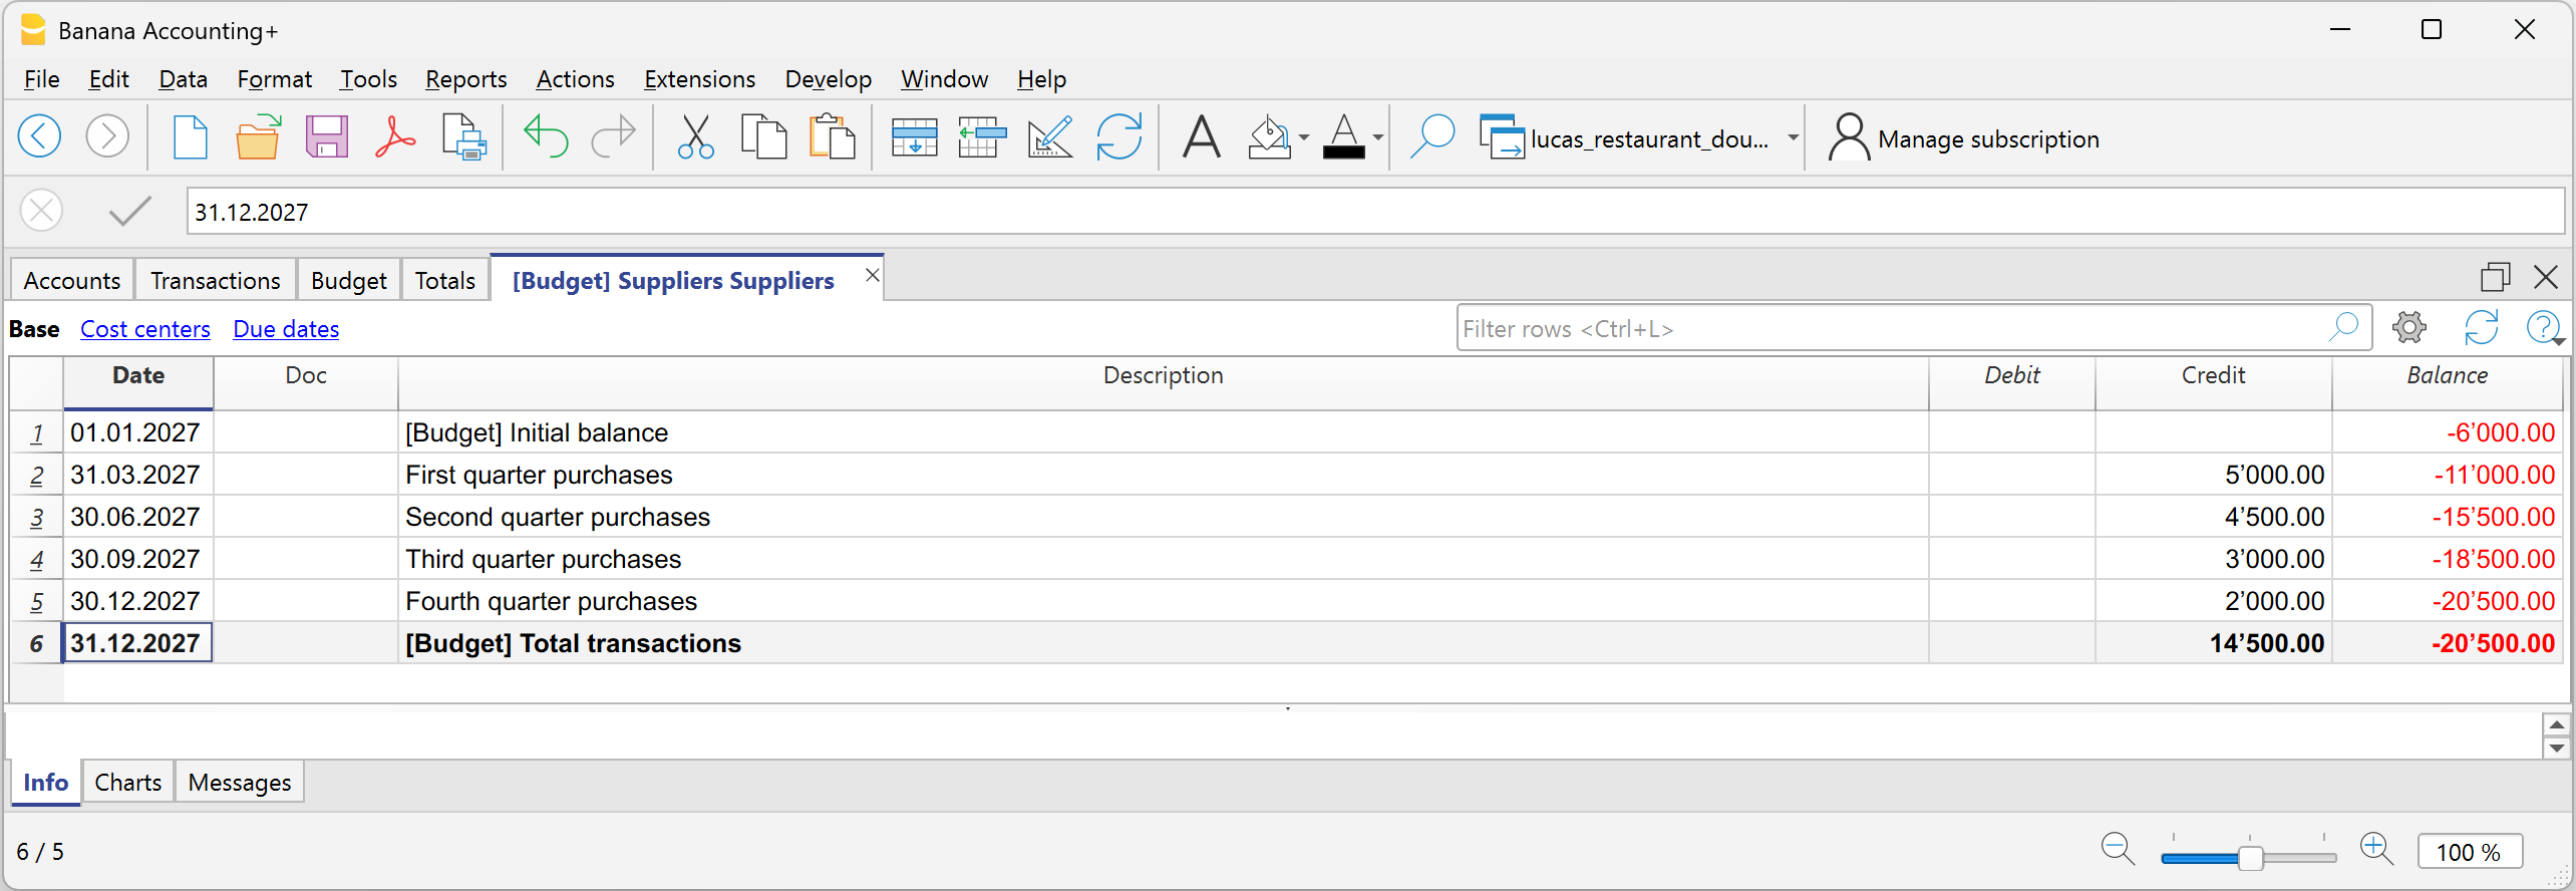 Banana Accounting+
File Edit Data Format Tools Reports Actions Extensions Develop Window Help
lucas_restaurant_dou... Manage subscription
31.12.2027
Accounts Transactions Budget Totals [Budget] Suppliers Suppliers
Base Cost centers Due dates Filter rows <Ctrl+L>
Date Doc Description Debit Credit Balance
1 01.01.2027 [Budget] Initial balance -6’000.00
2 31.03.2027 First quarter purchases 5’000.00 -11’000.00
3 30.06.2027 Second quarter purchases 4’500.00 -15’500.00
4 30.09.2027 Third quarter purchases 3’000.00 -18’500.00
5 30.12.2027 Fourth quarter purchases 2’000.00 -20’500.00
6 31.12.2027 [Budget] Total transactions 14’500.00 -20’500.00
Info Charts Messages
6 / 5 100 %